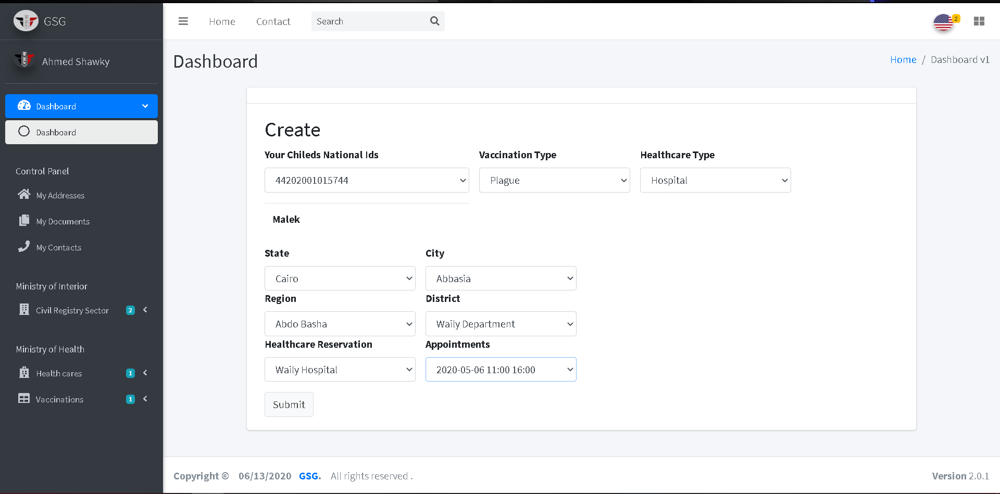 GSG
Home
Contact
Search
2
Ahmed Shawky
Dashboard
Home / Dashboard v1
Dashboard
Dashboard
Control Panel
My Addresses
My Documents
My Contacts
Ministry of Interior
Civil Registry Sector 2
Ministry of Health
Health cares 1
Vaccinations 1
Create
Your Chileds National Ids
Vaccination Type
Healthcare Type
44202001015744
Plague
Hospital
Malek
State
City
Cairo
Abbasia
Region
District
Abdo Basha
Waily Department
Healthcare Reservation
Appointments
Waily Hospital
2020-05-06 11:00 16:00
Submit
Copyright © 06/13/2020 GSG. All rights reserved .
Version 2.0.1